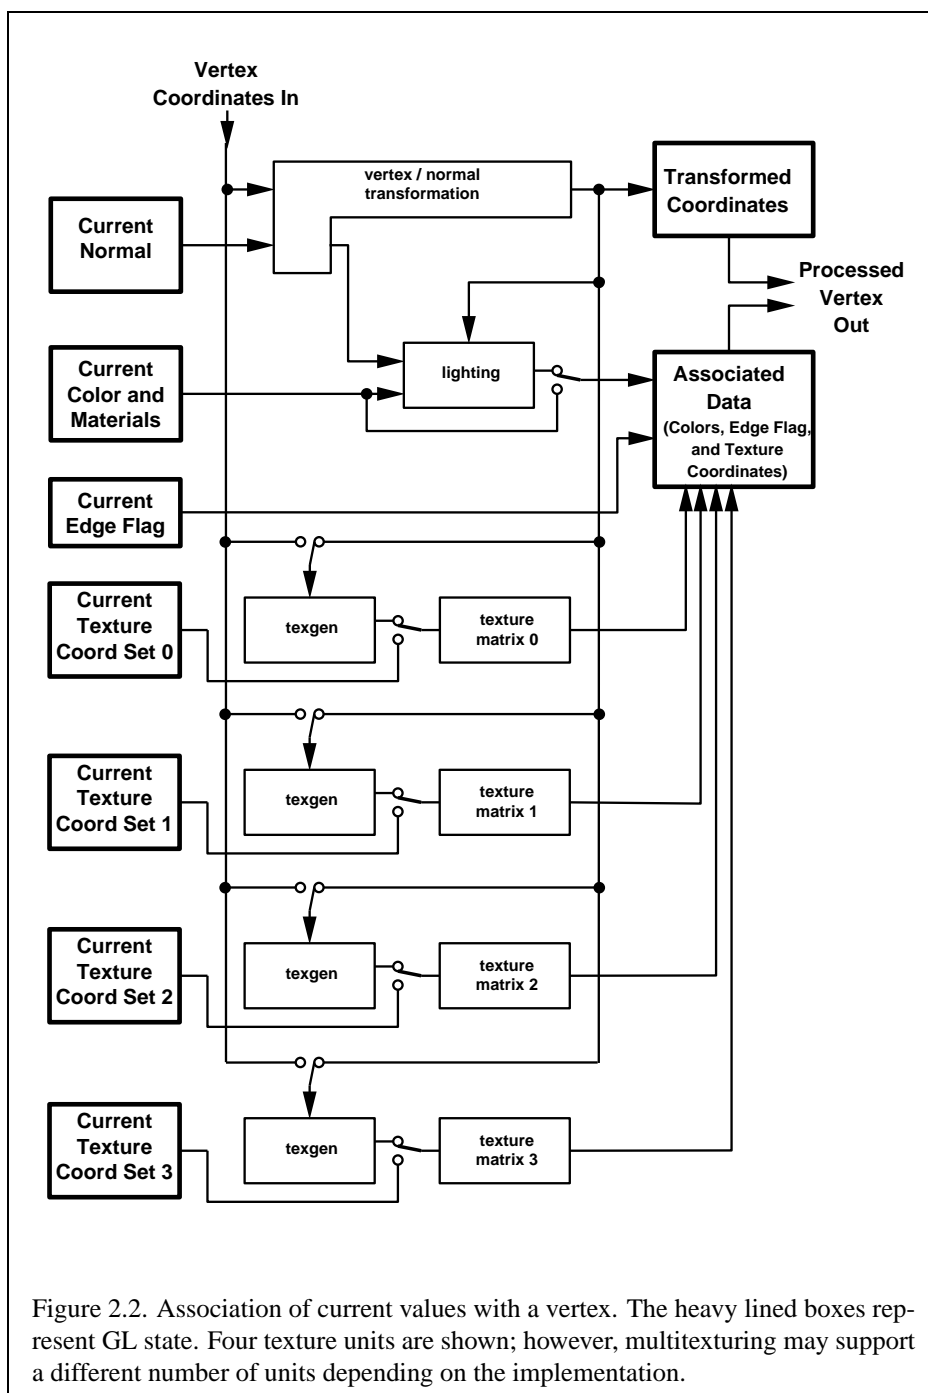 Vertex
Coordinates In
vertex / normal
transformation
Transformed
Coordinates
Current
Normal
Processed
Vertex
Out
lighting
Current
Color and
Materials
Associated
Data
(Colors, Edge Flag,
and Texture
Coordinates)
Current
Edge Flag
Current
Texture
Coord Set 0
texgen
texture
matrix 0
Current
Texture
Coord Set 1
texgen
texture
matrix 1
Current
Texture
Coord Set 2
texgen
texture
matrix 2
Current
Texture
Coord Set 3
texgen
texture
matrix 3
Figure 2.2. Association of current values with a vertex. The heavy lined boxes rep-
resent GL state. Four texture units are shown; however, multitexturing may support
a different number of units depending on the implementation.